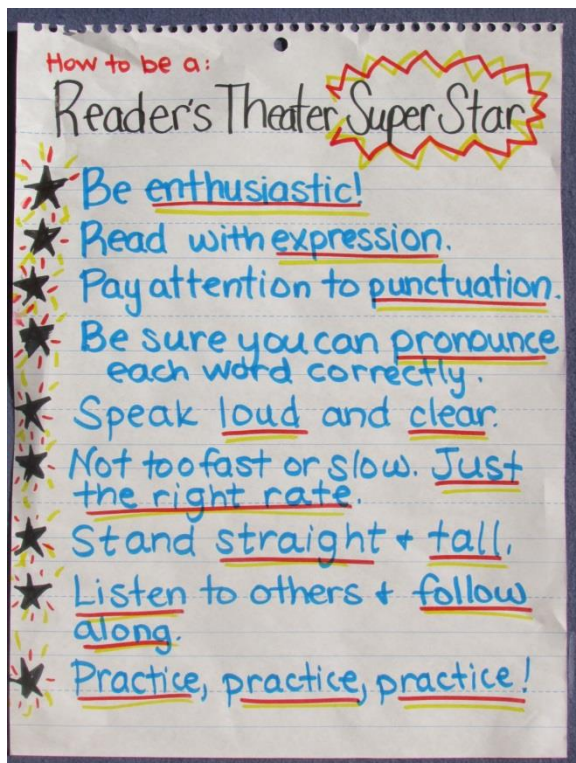 How to be a:
Reader's Theater Super Star
Be enthusiastic!
Read with expression.
Pay attention to punctuation.
Be sure you can pronounce
each word correctly.
Speak loud and clear.
Not too fast or slow. Just
the right rate.
Stand straight + tall.
Listen to others + follow
along.
Practice, practice, practice!